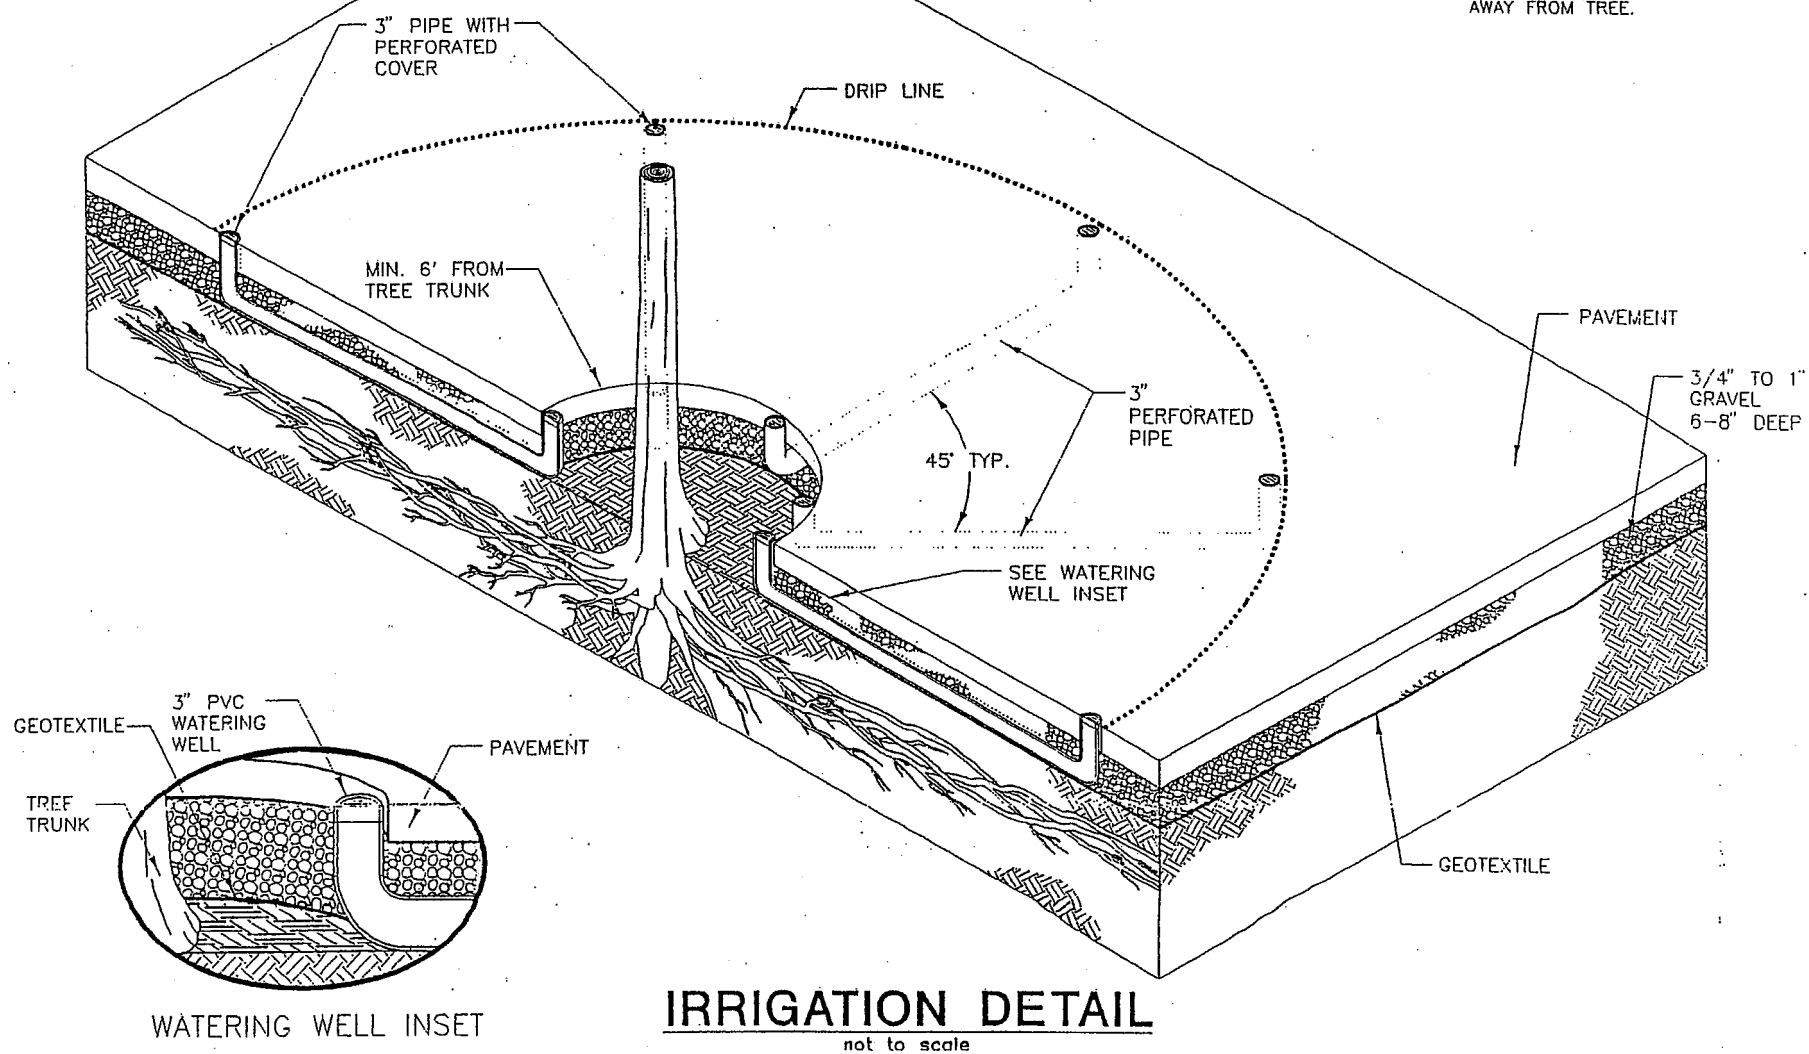 AWAY FROM TREE.
3" PIPE WITH
PERFORATED
COVER
DRIP LINE
MIN. 6' FROM
TREE TRUNK
PAVEMENT
3/4" TO 1"
GRAVEL
6-8" DEEP
3"
PERFORATED
PIPE
45° TYP.
SEE WATERING
WELL INSET
3" PVC
WATERING
WELL
GEOTEXTILE
PAVEMENT
TREE
TRUNK
GEOTEXTILE
WATERING WELL INSET
IRRIGATION DETAIL
not to scale